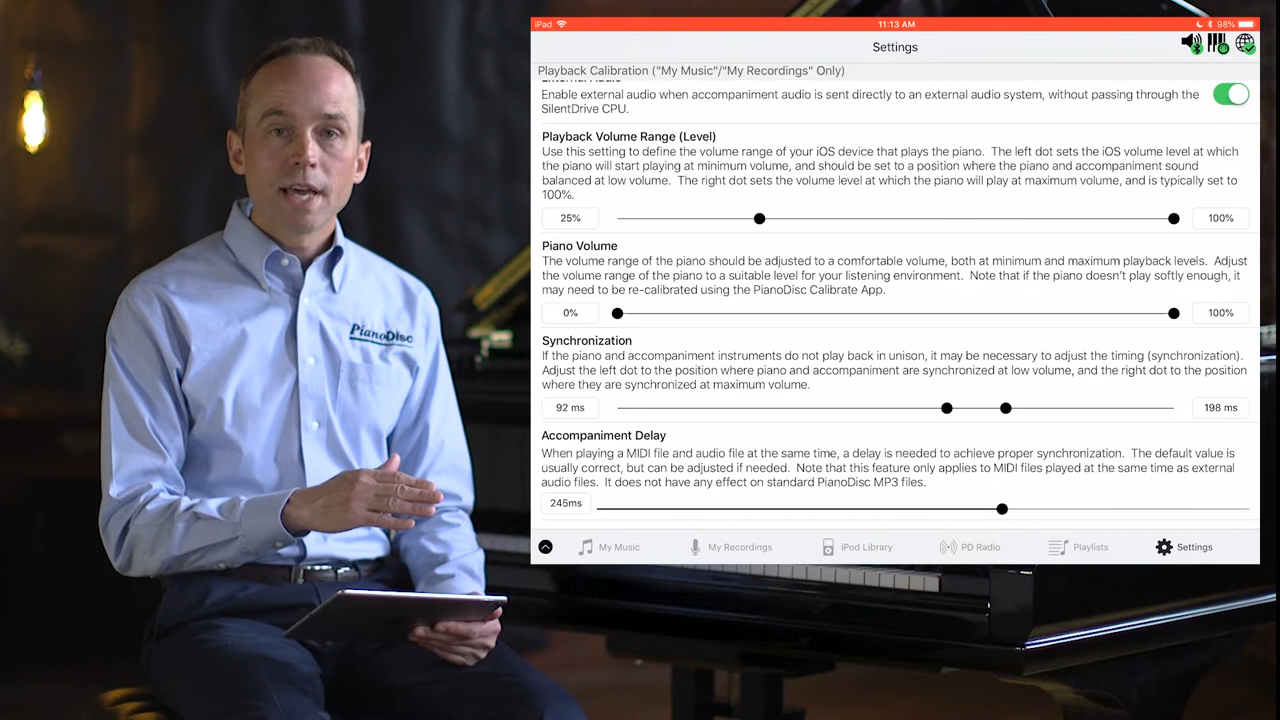 iPad
11:13 AM
98%
Settings
Playback Calibration ("My Music"/"My Recordings" Only)
External Audio
Enable external audio when accompaniment audio is sent directly to an external audio system, without passing through the
SilentDrive CPU.
Playback Volume Range (Level)
Use this setting to define the volume range of your iOS device that plays the piano. The left dot sets the iOS volume level at which
the piano will start playing at minimum volume, and should be set to a position where the piano and accompaniment sound
balanced at low volume. The right dot sets the volume level at which the piano will play at maximum volume, and is typically set to
100%.
25%
100%
Piano Volume
The volume range of the piano should be adjusted to a comfortable volume, both at minimum and maximum playback levels. Adjust
the volume range of the piano to a suitable level for your listening environment. Note that if the piano doesn't play softly enough, it
may need to be re-calibrated using the PianoDisc Calibrate App.
0%
100%
Synchronization
If the piano and accompaniment instruments do not play back in unison, it may be necessary to adjust the timing (synchronization).
Adjust the left dot to the position where piano and accompaniment are synchronized at low volume, and the right dot to the position
where they are synchronized at maximum volume.
92 ms
198 ms
Accompaniment Delay
When playing a MIDI file and audio file at the same time, a delay is needed to achieve proper synchronization. The default value is
usually correct, but can be adjusted if needed. Note that this feature only applies to MIDI files played at the same time as external
audio files. It does not have any effect on standard PianoDisc MP3 files.
245ms
My Music
My Recordings
iPod Library
PD Radio
Playlists
Settings
PianoDisc